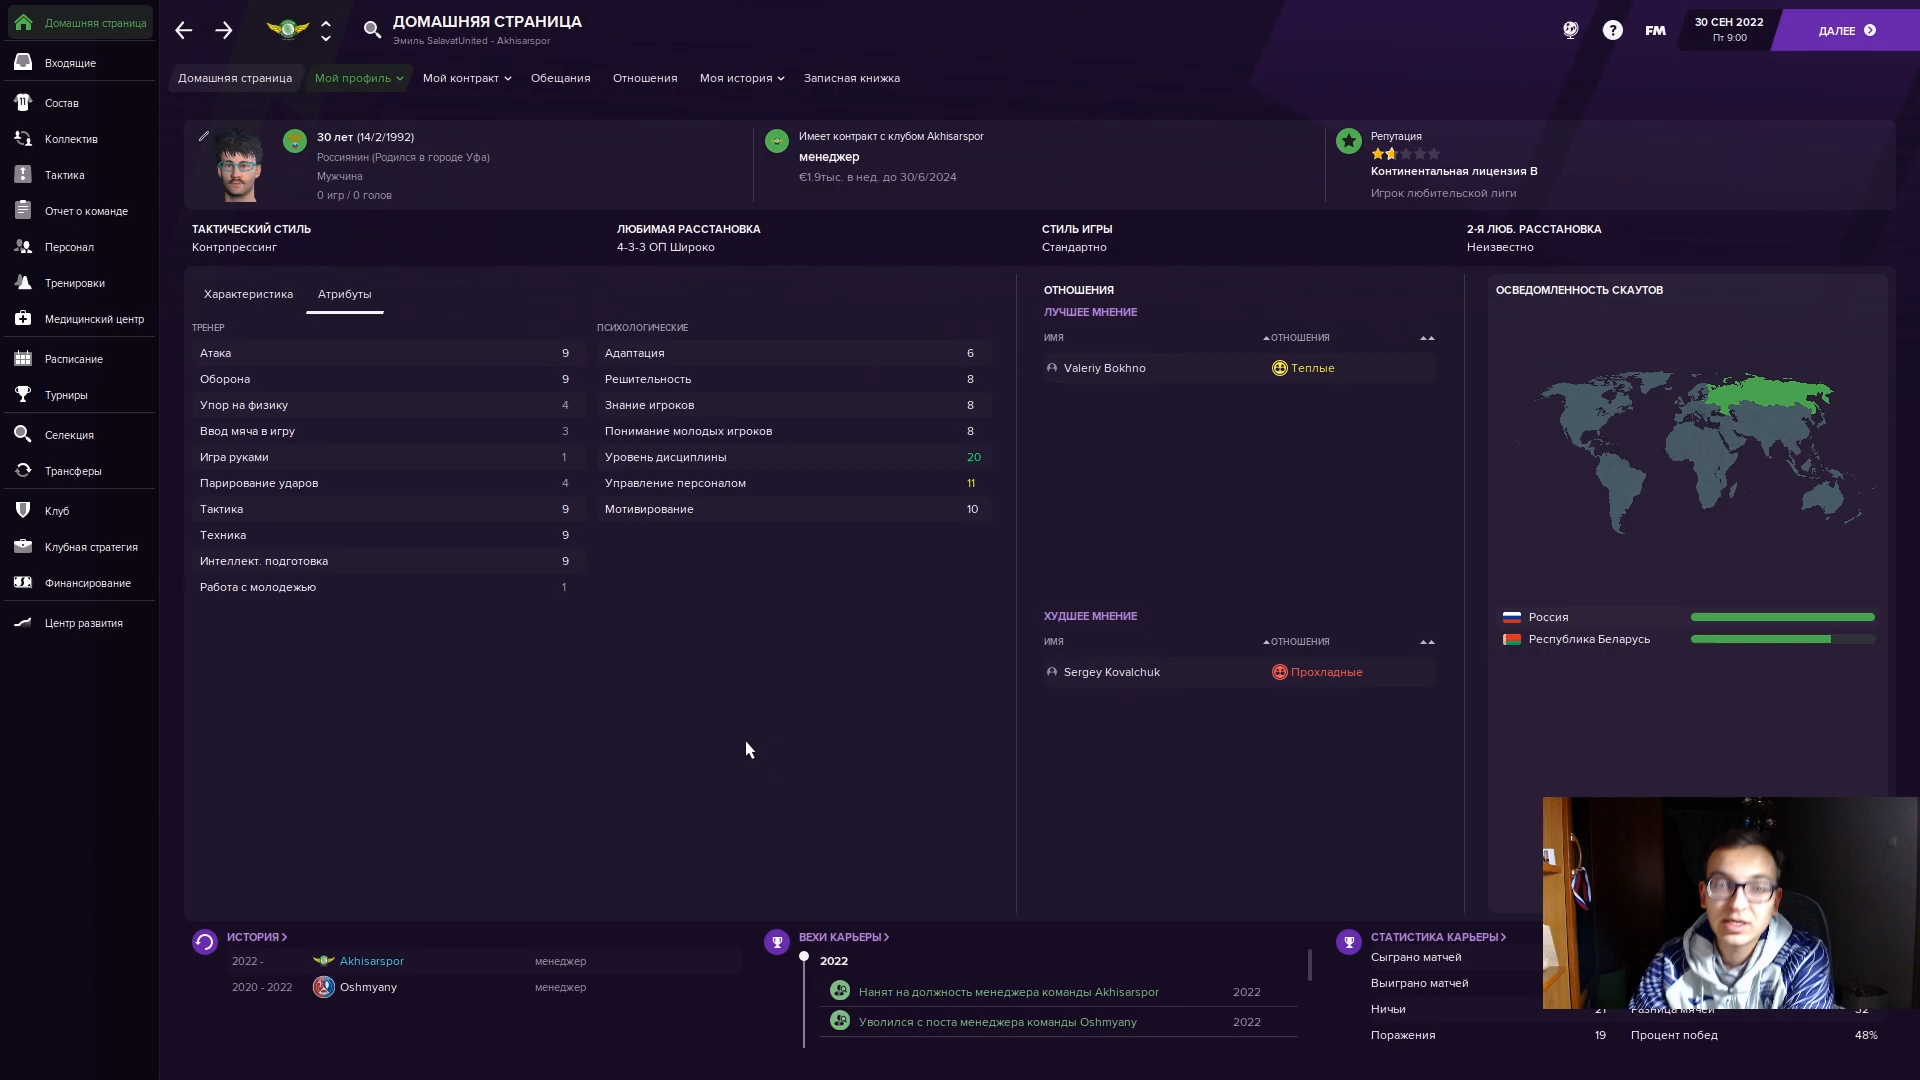 Домашняя страница
Входящие
Состав
Коллектив
Тактика
Отчет о команде
Персонал
Тренировки
Медицинский центр
Расписание
Турниры
Селекция
Трансферы
Клуб
Клубная стратегия
Финансирование
Центр развития
ДОМАШНЯЯ СТРАНИЦА
Эмиль SalavatUnited - Akhisarspor
FM
30 СЕН 2022
Пт 9:00
ДАЛЕЕ
Домашняя страница
Мой профиль
Мой контракт
Обещания
Отношения
Моя история
Записная книжка
30 лет (14/2/1992)
Россиянин (Родился в городе Уфа)
Мужчина
0 игр / 0 голов
Имеет контракт с клубом Akhisarspor
менеджер
€1.9тыс. в нед. до 30/6/2024
Репутация
Континентальная лицензия B
Игрок любительской лиги
ТАКТИЧЕСКИЙ СТИЛЬ
Контрпрессинг
ЛЮБИМАЯ РАССТАНОВКА
4-3-3 ОП Широко
СТИЛЬ ИГРЫ
Стандартно
2-Я ЛЮБ. РАССТАНОВКА
Неизвестно
Характеристика
Атрибуты
ТРЕНЕР
Атака 9
Оборона 9
Упор на физику 4
Ввод мяча в игру 3
Игра руками 1
Парирование ударов 4
Тактика 9
Техника 9
Интеллект. подготовка 9
Работа с молодежью 1
ПСИХОЛОГИЧЕСКИЕ
Адаптация 6
Решительность 8
Знание игроков 8
Понимание молодых игроков 8
Уровень дисциплины 20
Управление персоналом 11
Мотивирование 10
ОТНОШЕНИЯ
ЛУЧШЕЕ МНЕНИЕ
ИМЯ ОТНОШЕНИЯ
Valeriy Bokhno Теплые
ХУДШЕЕ МНЕНИЕ
ИМЯ ОТНОШЕНИЯ
Sergey Kovalchuk Прохладные
ОСВЕДОМЛЕННОСТЬ СКАУТОВ
Россия
Республика Беларусь
ИСТОРИЯ
2022 - Akhisarspor менеджер
2020 - 2022 Oshmyany менеджер
ВЕХИ КАРЬЕРЫ
2022
Нанят на должность менеджера команды Akhisarspor 2022
Уволился с поста менеджера команды Oshmyany 2022
СТАТИСТИКА КАРЬЕРЫ
Сыграно матчей
Выиграно матчей
Ничьи 21 Разница мячей 32
Поражения 19 Процент побед 48%